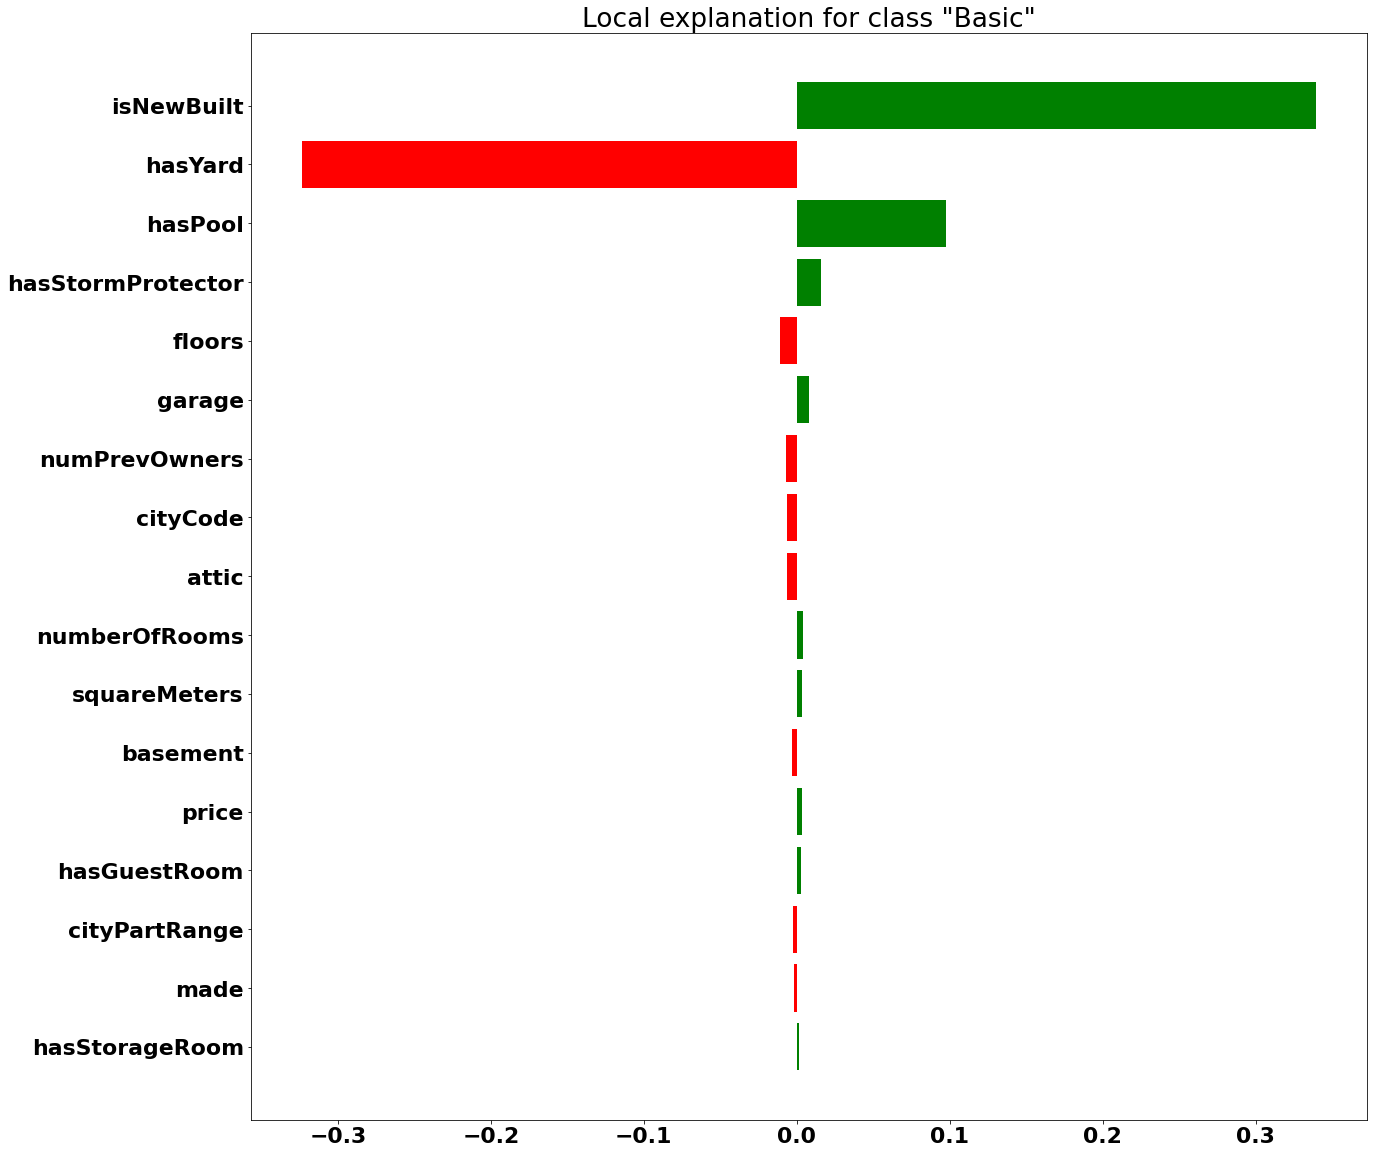 Local explanation for class "Basic"
isNewBuilt
hasYard
hasPool
hasStormProtector
floors
garage
numPrevOwners
cityCode
attic
numberOfRooms
squareMeters
basement
price
hasGuestRoom
cityPartRange
made
hasStorageRoom
−0.3 −0.2 −0.1 0.0 0.1 0.2 0.3